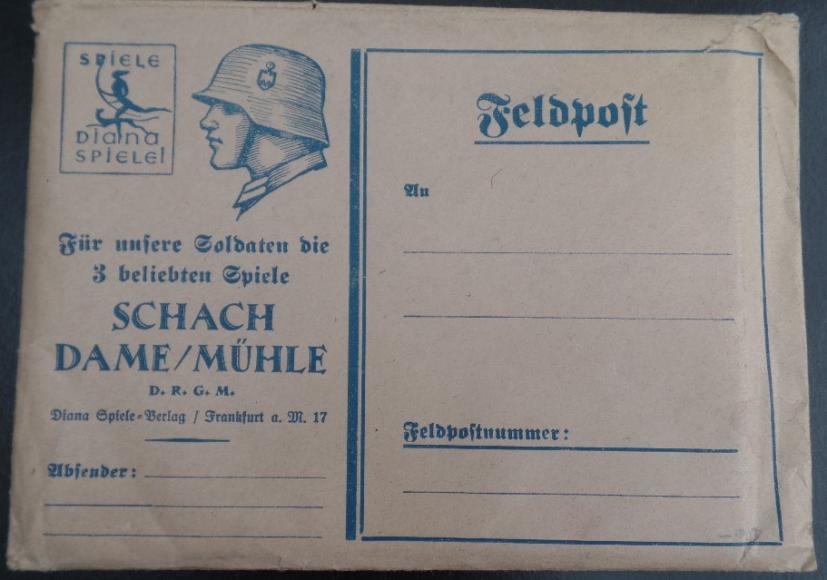 SPIELE
Diana
SPIELE!
Für unsere Soldaten die
3 beliebten Spiele
SCHACH
DAME/MÜHLE
D. R. G. M.
Diana Spiele-Verlag / Frankfurt a. M. 17
Absender:
Feldpost
An
Feldpostnummer: